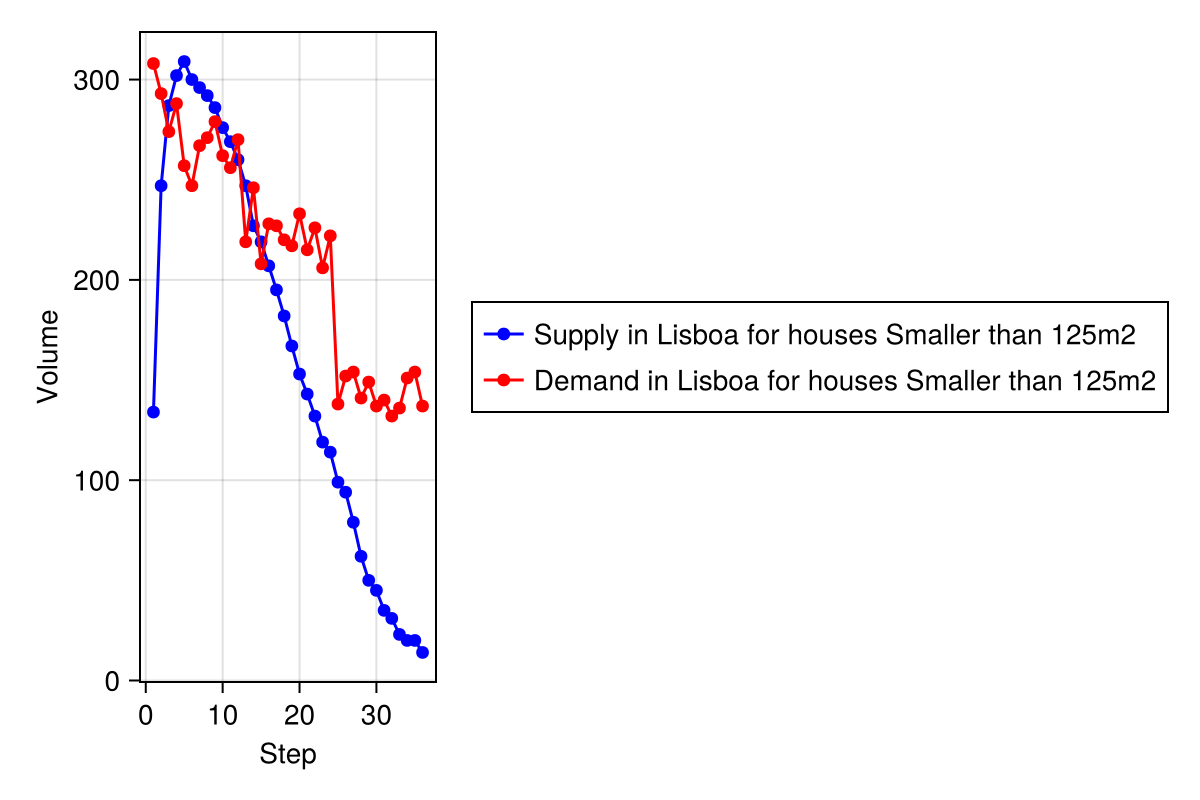 300
200
100
0
Volume
0 10 20 30
Step
Supply in Lisboa for houses Smaller than 125m2
Demand in Lisboa for houses Smaller than 125m2